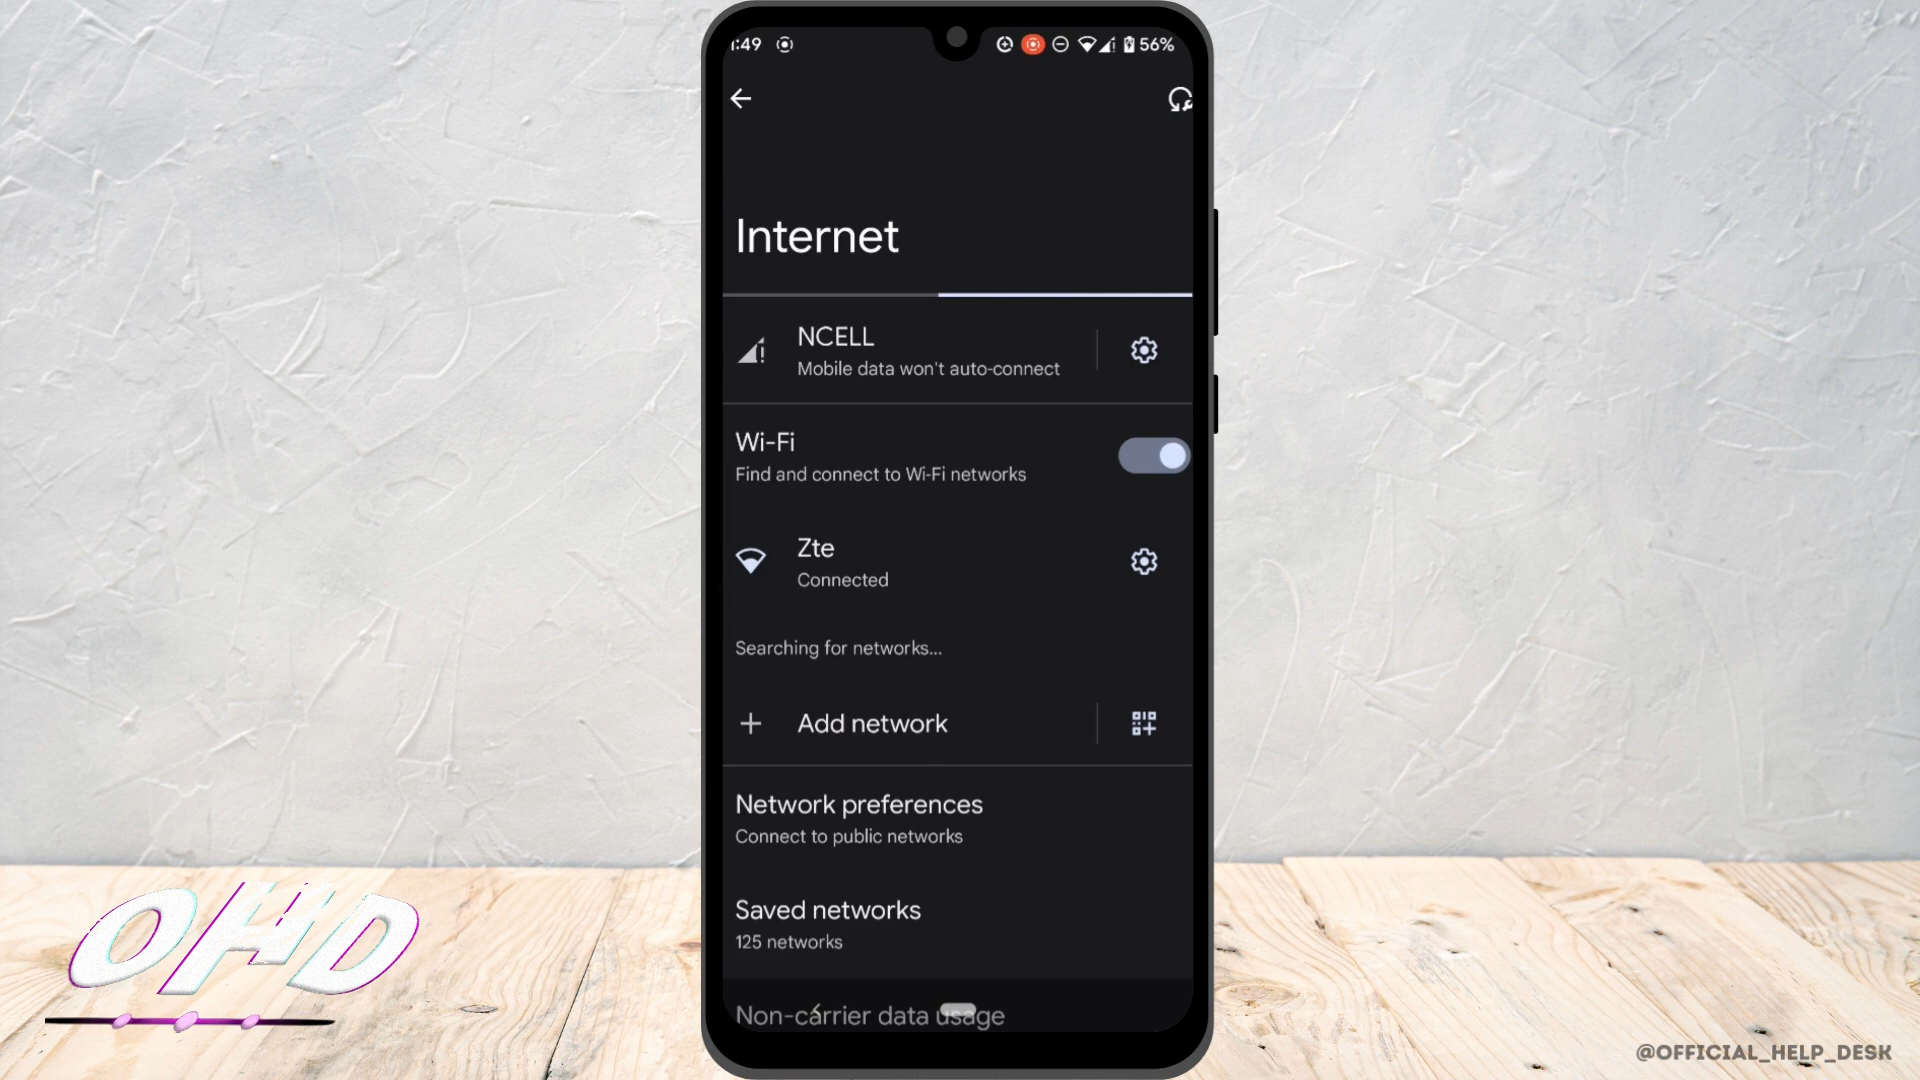 1:49
56%
Internet
NCELL
Mobile data won't auto-connect
Wi-Fi
Find and connect to Wi-Fi networks
Zte
Connected
Searching for networks...
Add network
Network preferences
Connect to public networks
Saved networks
125 networks
Non-carrier data usage
OHD
@OFFICIAL_HELP_DESK